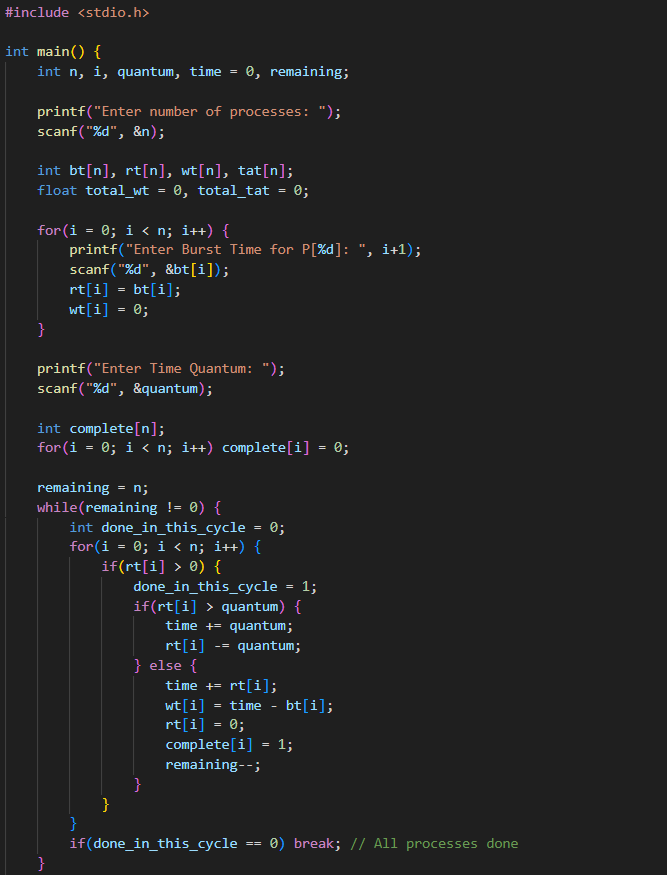 #include <stdio.h>
int main() {
    int n, i, quantum, time = 0, remaining;
    printf("Enter number of processes: ");
    scanf("%d", &n);
    int bt[n], rt[n], wt[n], tat[n];
    float total_wt = 0, total_tat = 0;
    for(i = 0; i < n; i++) {
        printf("Enter Burst Time for P[%d]: ", i+1);
        scanf("%d", &bt[i]);
        rt[i] = bt[i];
        wt[i] = 0;
    }
    printf("Enter Time Quantum: ");
    scanf("%d", &quantum);
    int complete[n];
    for(i = 0; i < n; i++) complete[i] = 0;
    remaining = n;
    while(remaining != 0) {
        int done_in_this_cycle = 0;
        for(i = 0; i < n; i++) {
            if(rt[i] > 0) {
                done_in_this_cycle = 1;
                if(rt[i] > quantum) {
                    time += quantum;
                    rt[i] -= quantum;
                } else {
                    time += rt[i];
                    wt[i] = time - bt[i];
                    rt[i] = 0;
                    complete[i] = 1;
                    remaining--;
                }
            }
        }
        if(done_in_this_cycle == 0) break; // All processes done
    }